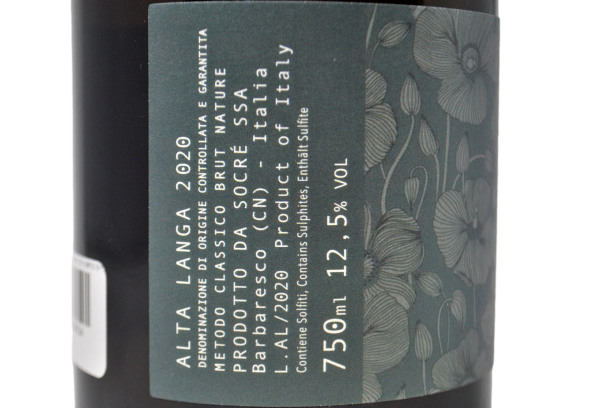 ALTA LANGA 2020
DENOMINAZIONE DI ORIGINE CONTROLLATA E GARANTITA
METODO CLASSICO BRUT NATURE
PRODOTTO DA SOCRÉ SSA
Barbaresco (CN) - Italia
L.AL/2020 Product of Italy
Contiene Solfiti, Contains Sulphites, Enthält Sulfite
750ml 12,5% VOL